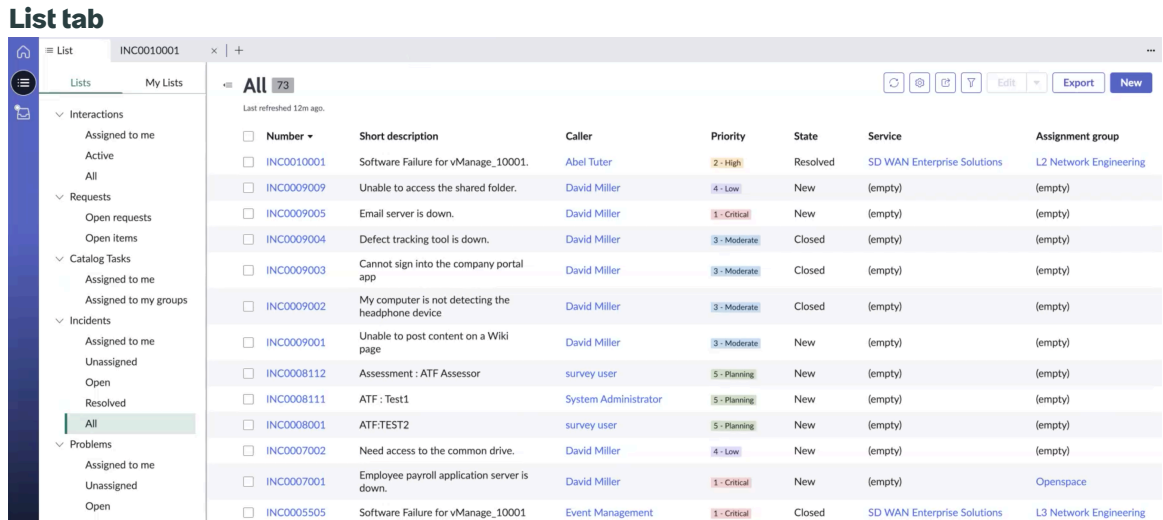 List tab
List INC0010001 × | + ...
Lists My Lists
Interactions
Assigned to me
Active
All
Requests
Open requests
Open items
Catalog Tasks
Assigned to me
Assigned to my groups
Incidents
Assigned to me
Unassigned
Open
Resolved
All
Problems
Assigned to me
Unassigned
Open
All 73
Last refreshed 12m ago.
Edit Export New
Number Short description Caller Priority State Service Assignment group
INC0010001 Software Failure for vManage_10001. Abel Tuter 2 - High Resolved SD WAN Enterprise Solutions L2 Network Engineering
INC0009009 Unable to access the shared folder. David Miller 4 - Low New (empty) (empty)
INC0009005 Email server is down. David Miller 1 - Critical New (empty) (empty)
INC0009004 Defect tracking tool is down. David Miller 3 - Moderate Closed (empty) (empty)
INC0009003 Cannot sign into the company portal app David Miller 3 - Moderate Closed (empty) (empty)
INC0009002 My computer is not detecting the headphone device David Miller 3 - Moderate Closed (empty) (empty)
INC0009001 Unable to post content on a Wiki page David Miller 3 - Moderate New (empty) (empty)
INC0008112 Assessment : ATF Assessor survey user 5 - Planning New (empty) (empty)
INC0008111 ATF : Test1 System Administrator 5 - Planning New (empty) (empty)
INC0008001 ATF:TEST2 survey user 5 - Planning New (empty) (empty)
INC0007002 Need access to the common drive. David Miller 4 - Low New (empty) (empty)
INC0007001 Employee payroll application server is down. David Miller 1 - Critical New (empty) Openspace
INC0005505 Software Failure for vManage_10001 Event Management 1 - Critical Closed SD WAN Enterprise Solutions L3 Network Engineering